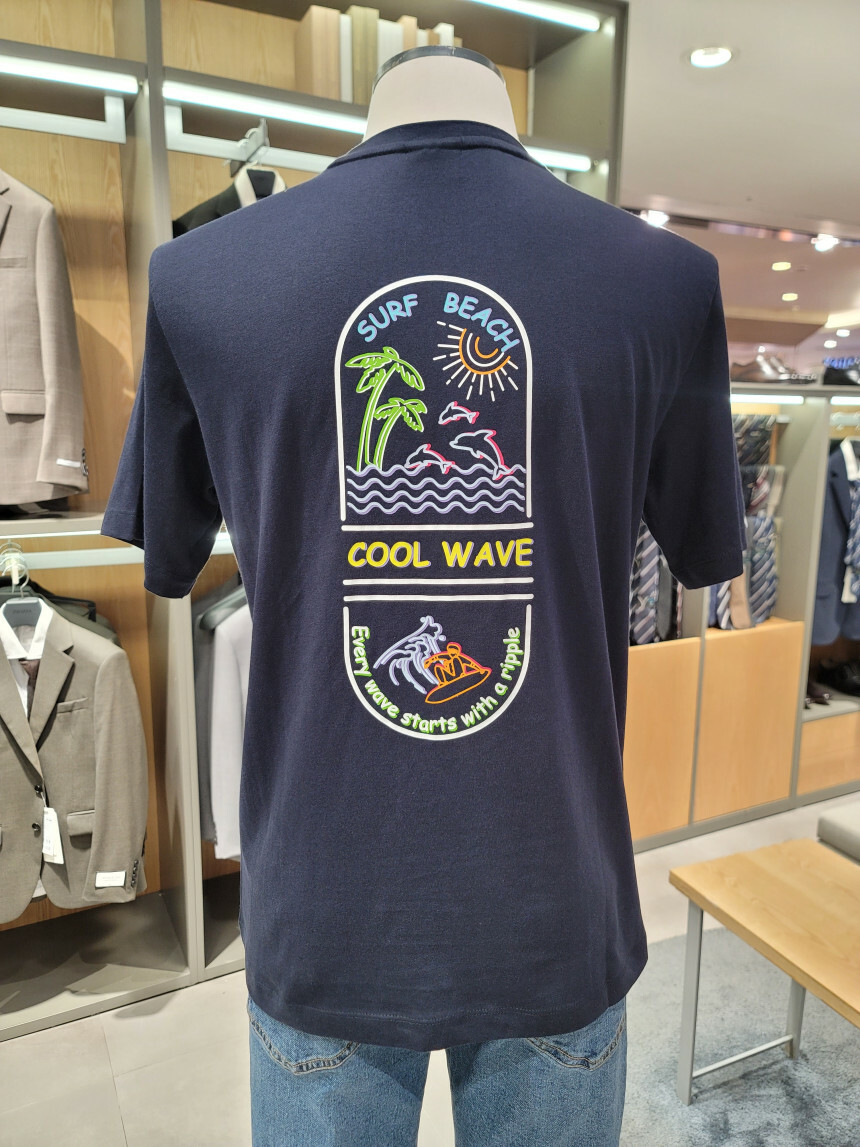 SURF BEACH
COOL WAVE
Every wave starts with a ripple